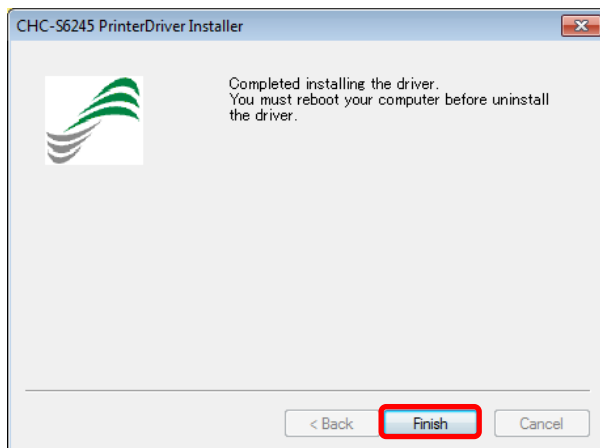 CHC-S6245 PrinterDriver Installer
Completed installing the driver.
You must reboot your computer before uninstall
the driver.
< Back
Finish
Cancel